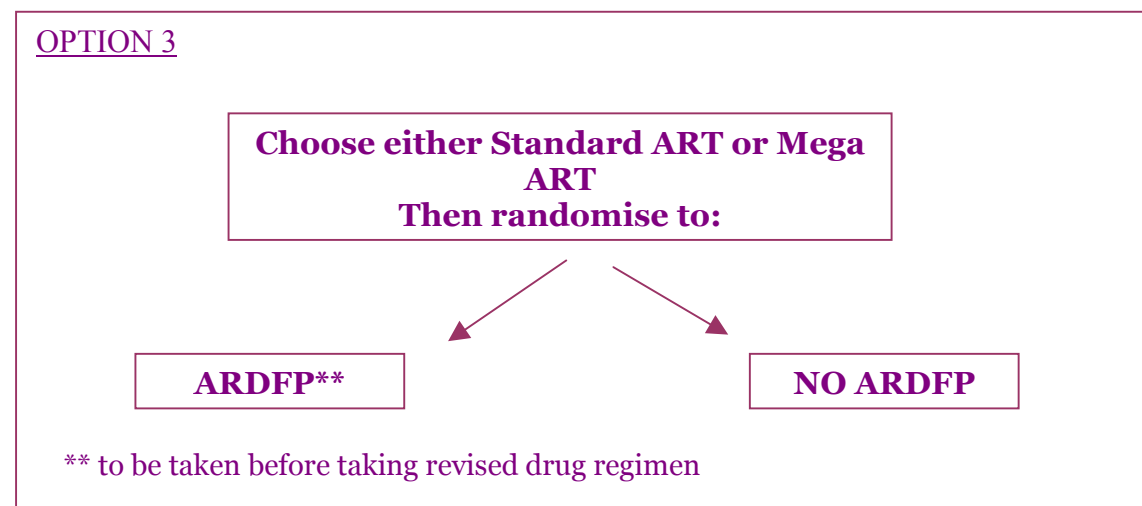 OPTION 3
Choose either Standard ART or Mega
ART
Then randomise to:
ARDFP**
NO ARDFP
** to be taken before taking revised drug regimen